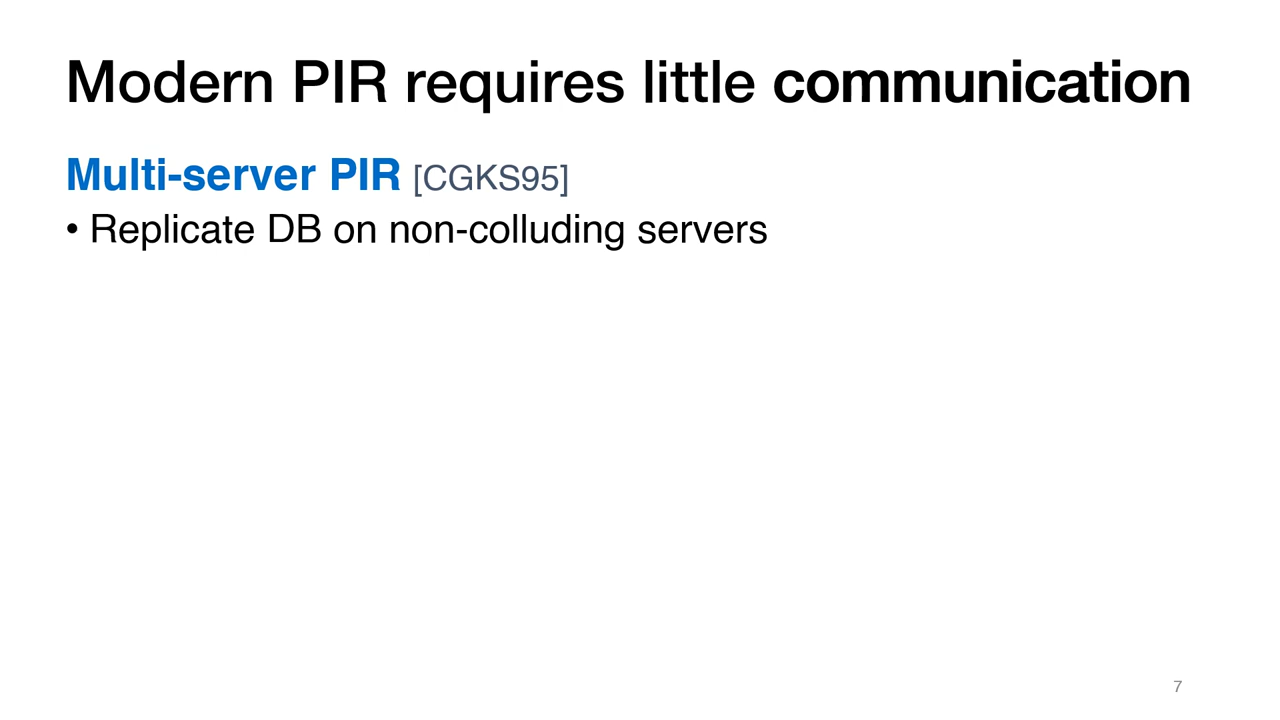 Modern PIR requires little communication
Multi-server PIR [CGKS95]
• Replicate DB on non-colluding servers
7